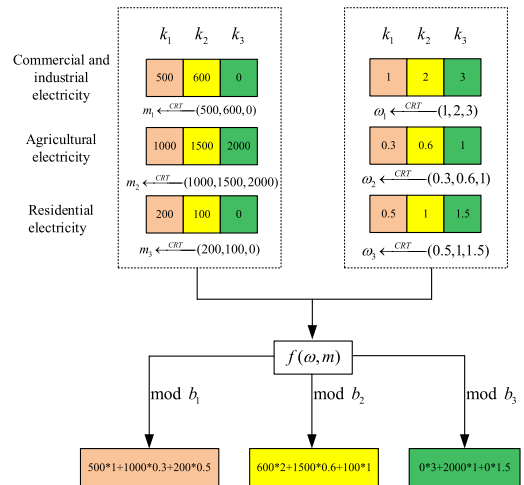 k₁ k₂ k₃
k₁ k₂ k₃
Commercial and
industrial
electricity
500 600 0
1 2 3
m₁ ←CRT (500,600,0)
ω₁ ←CRT (1,2,3)
Agricultural
electricity
1000 1500 2000
0.3 0.6 1
m₂ ←CRT (1000,1500,2000)
ω₂ ←CRT (0.3,0.6,1)
Residential
electricity
200 100 0
0.5 1 1.5
m₃ ←CRT (200,100,0)
ω₃ ←CRT (0.5,1,1.5)
f(ω,m)
mod b₁
mod b₂
mod b₃
500*1+1000*0.3+200*0.5
600*2+1500*0.6+100*1
0*3+2000*1+0*1.5